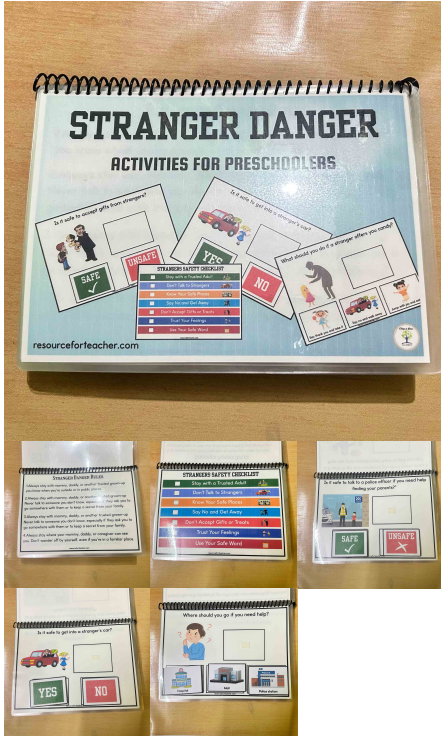 STRANGER DANGER
ACTIVITIES FOR PRESCHOOLERS
Is it safe to accept gifts from strangers?
SAFE
UNSAFE
Is it safe to get into a stranger's car?
YES
NO
What should you do if a stranger offers you candy?
STRANGERS SAFETY CHECKLIST
Stay with a Trusted Adult
Don't Talk to Strangers
Know Your Safe Places
Say No and Get Away
Don't Accept Gifts or Treats
Trust Your Feelings
Use Your Safe Word
resourceforteacher.com
STRANGER DANGER RULES
STRANGERS SAFETY CHECKLIST
Stay with a Trusted Adult
Don't Talk to Strangers
Know Your Safe Places
Say No and Get Away
Don't Accept Gifts or Treats
Trust Your Feelings
Use Your Safe Word
Is it safe to talk to a police officer if you need help
finding your parents?
SAFE
UNSAFE
Is it safe to get into a stranger's car?
YES
NO
Where should you go if you need help?
Hospital
Mall
Police station